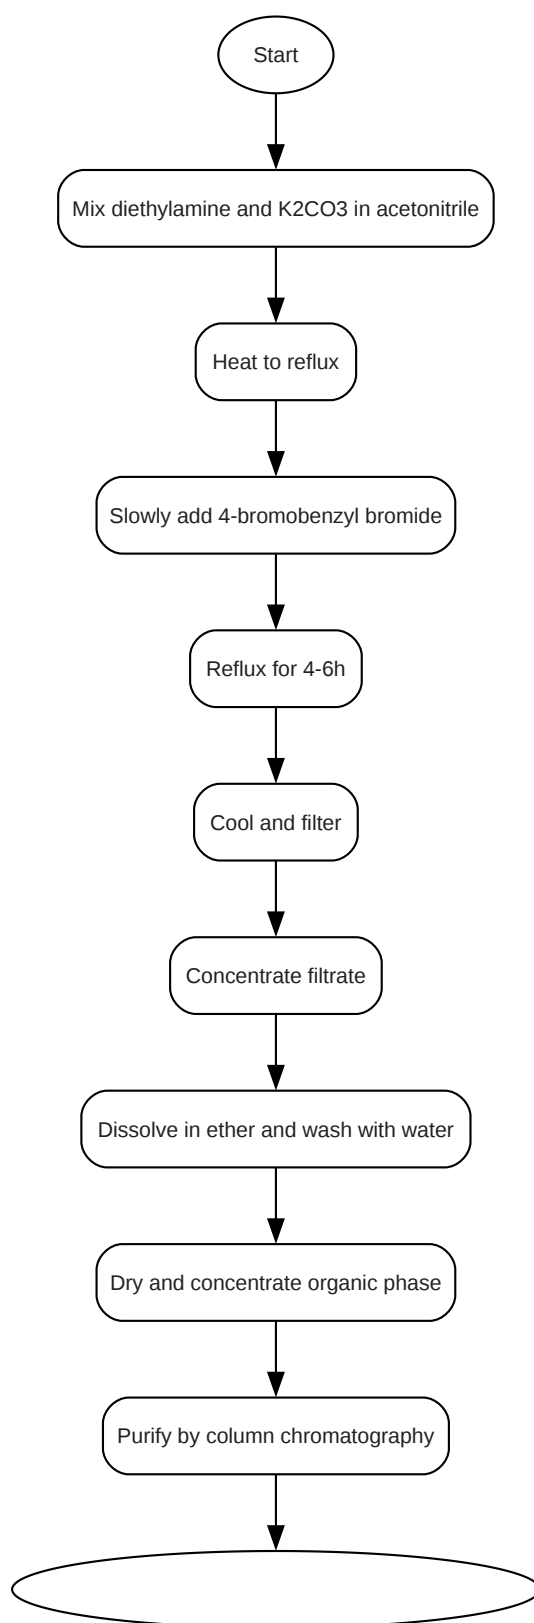 Start
Mix diethylamine and K2CO3 in acetonitrile
Heat to reflux
Slowly add 4-bromobenzyl bromide
Reflux for 4-6h
Cool and filter
Concentrate filtrate
Dissolve in ether and wash with water
Dry and concentrate organic phase
Purify by column chromatography